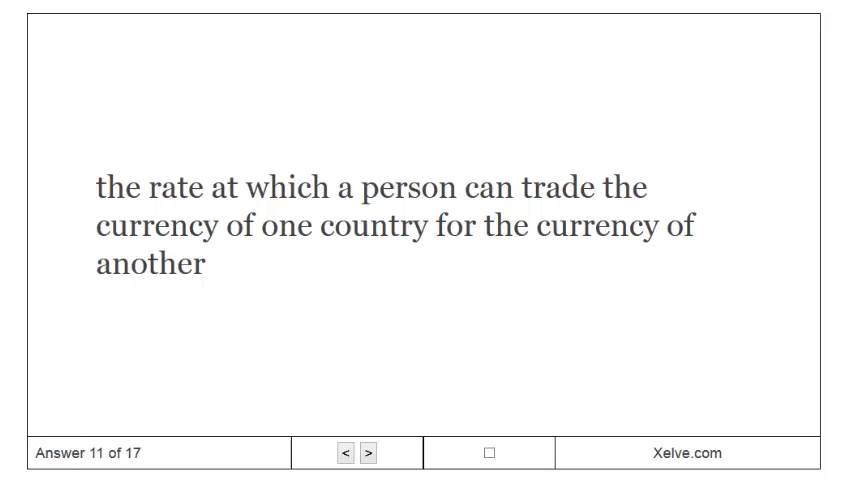 the rate at which a person can trade the
currency of one country for the currency of
another
Answer 11 of 17
< >
Xelve.com